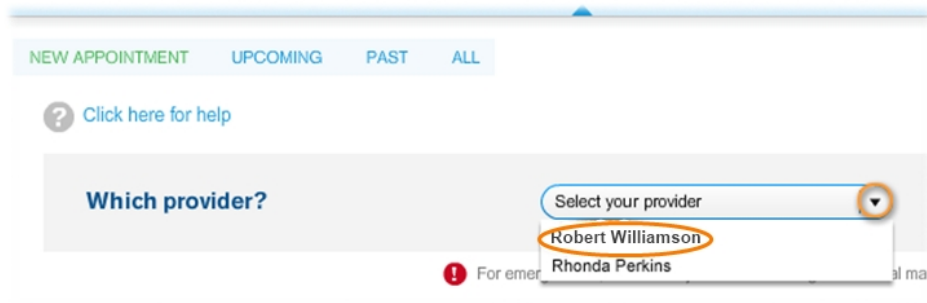 NEW APPOINTMENT UPCOMING PAST ALL
? Click here for help
Which provider? Select your provider
Robert Williamson
Rhonda Perkins
! For